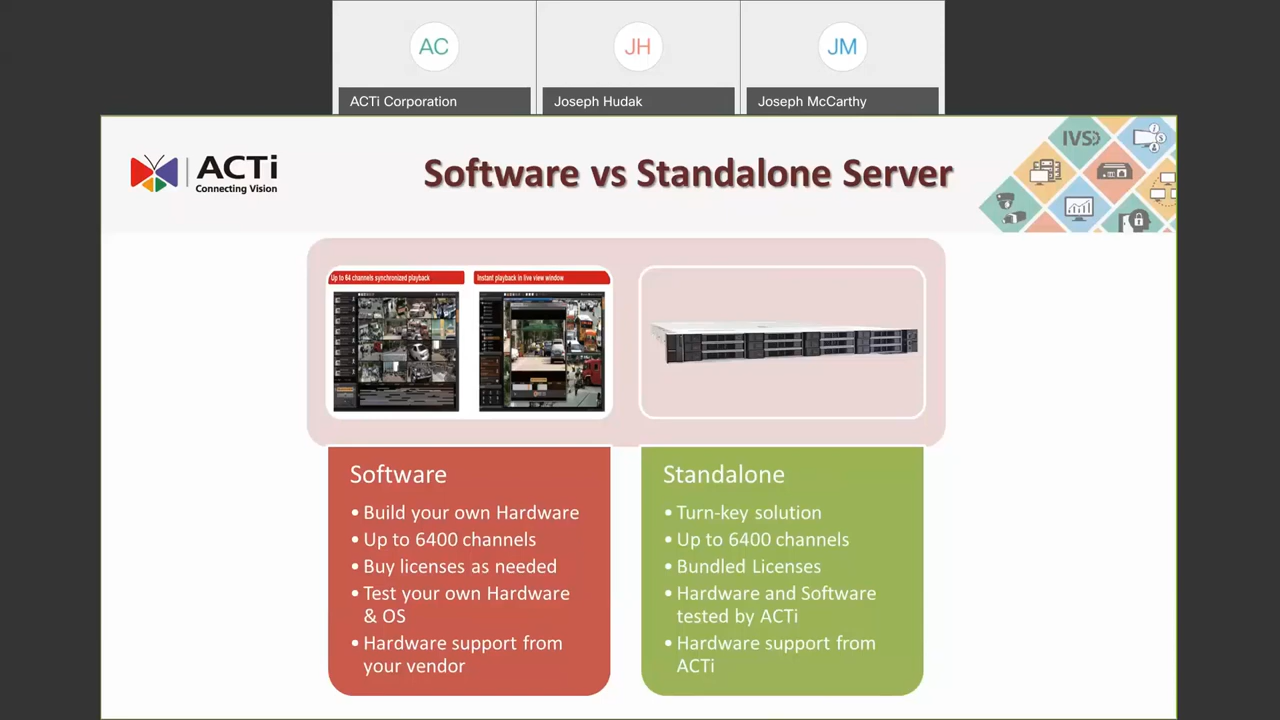 AC
JH
JM
ACTi Corporation
Joseph Hudak
Joseph McCarthy
ACTi
Connecting Vision
Software vs Standalone Server
IVS
Up to 64 channels synchronized playback
Instant playback in live view window
Software
• Build your own Hardware
• Up to 6400 channels
• Buy licenses as needed
• Test your own Hardware
& OS
• Hardware support from
your vendor
Standalone
• Turn-key solution
• Up to 6400 channels
• Bundled Licenses
• Hardware and Software
tested by ACTi
• Hardware support from
ACTi